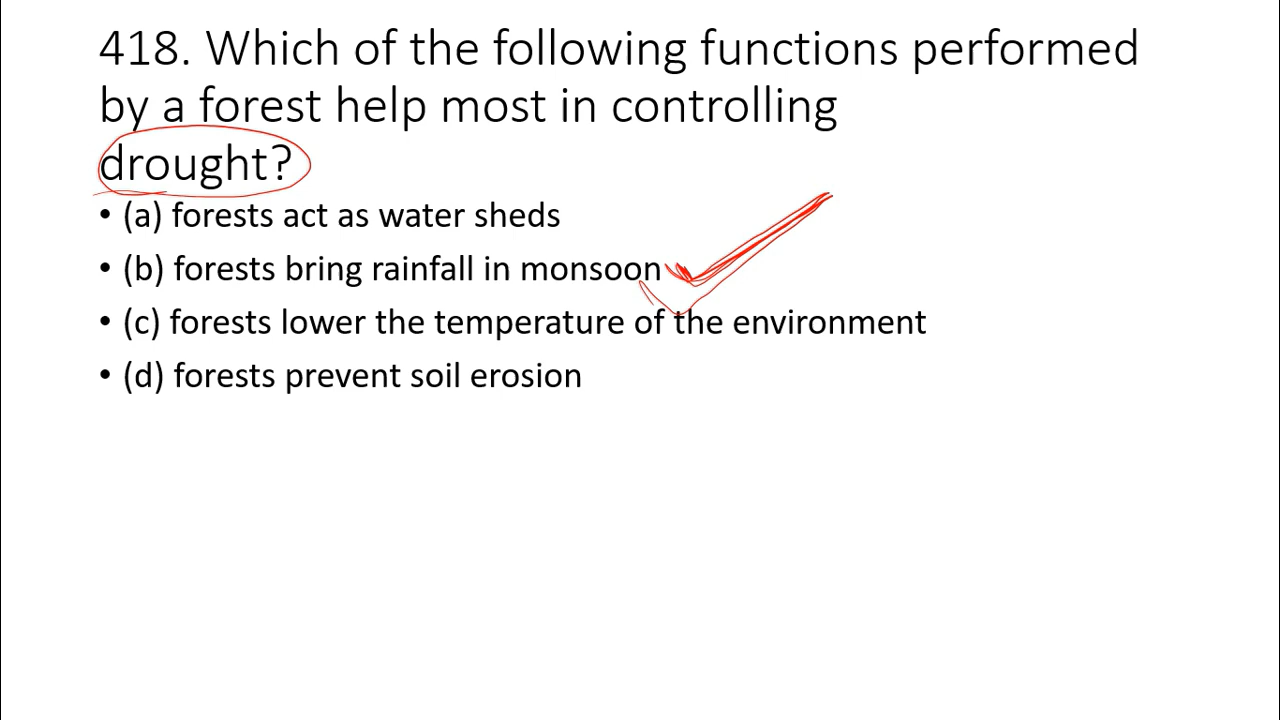 418. Which of the following functions performed
by a forest help most in controlling
drought?
• (a) forests act as water sheds
• (b) forests bring rainfall in monsoon
• (c) forests lower the temperature of the environment
• (d) forests prevent soil erosion